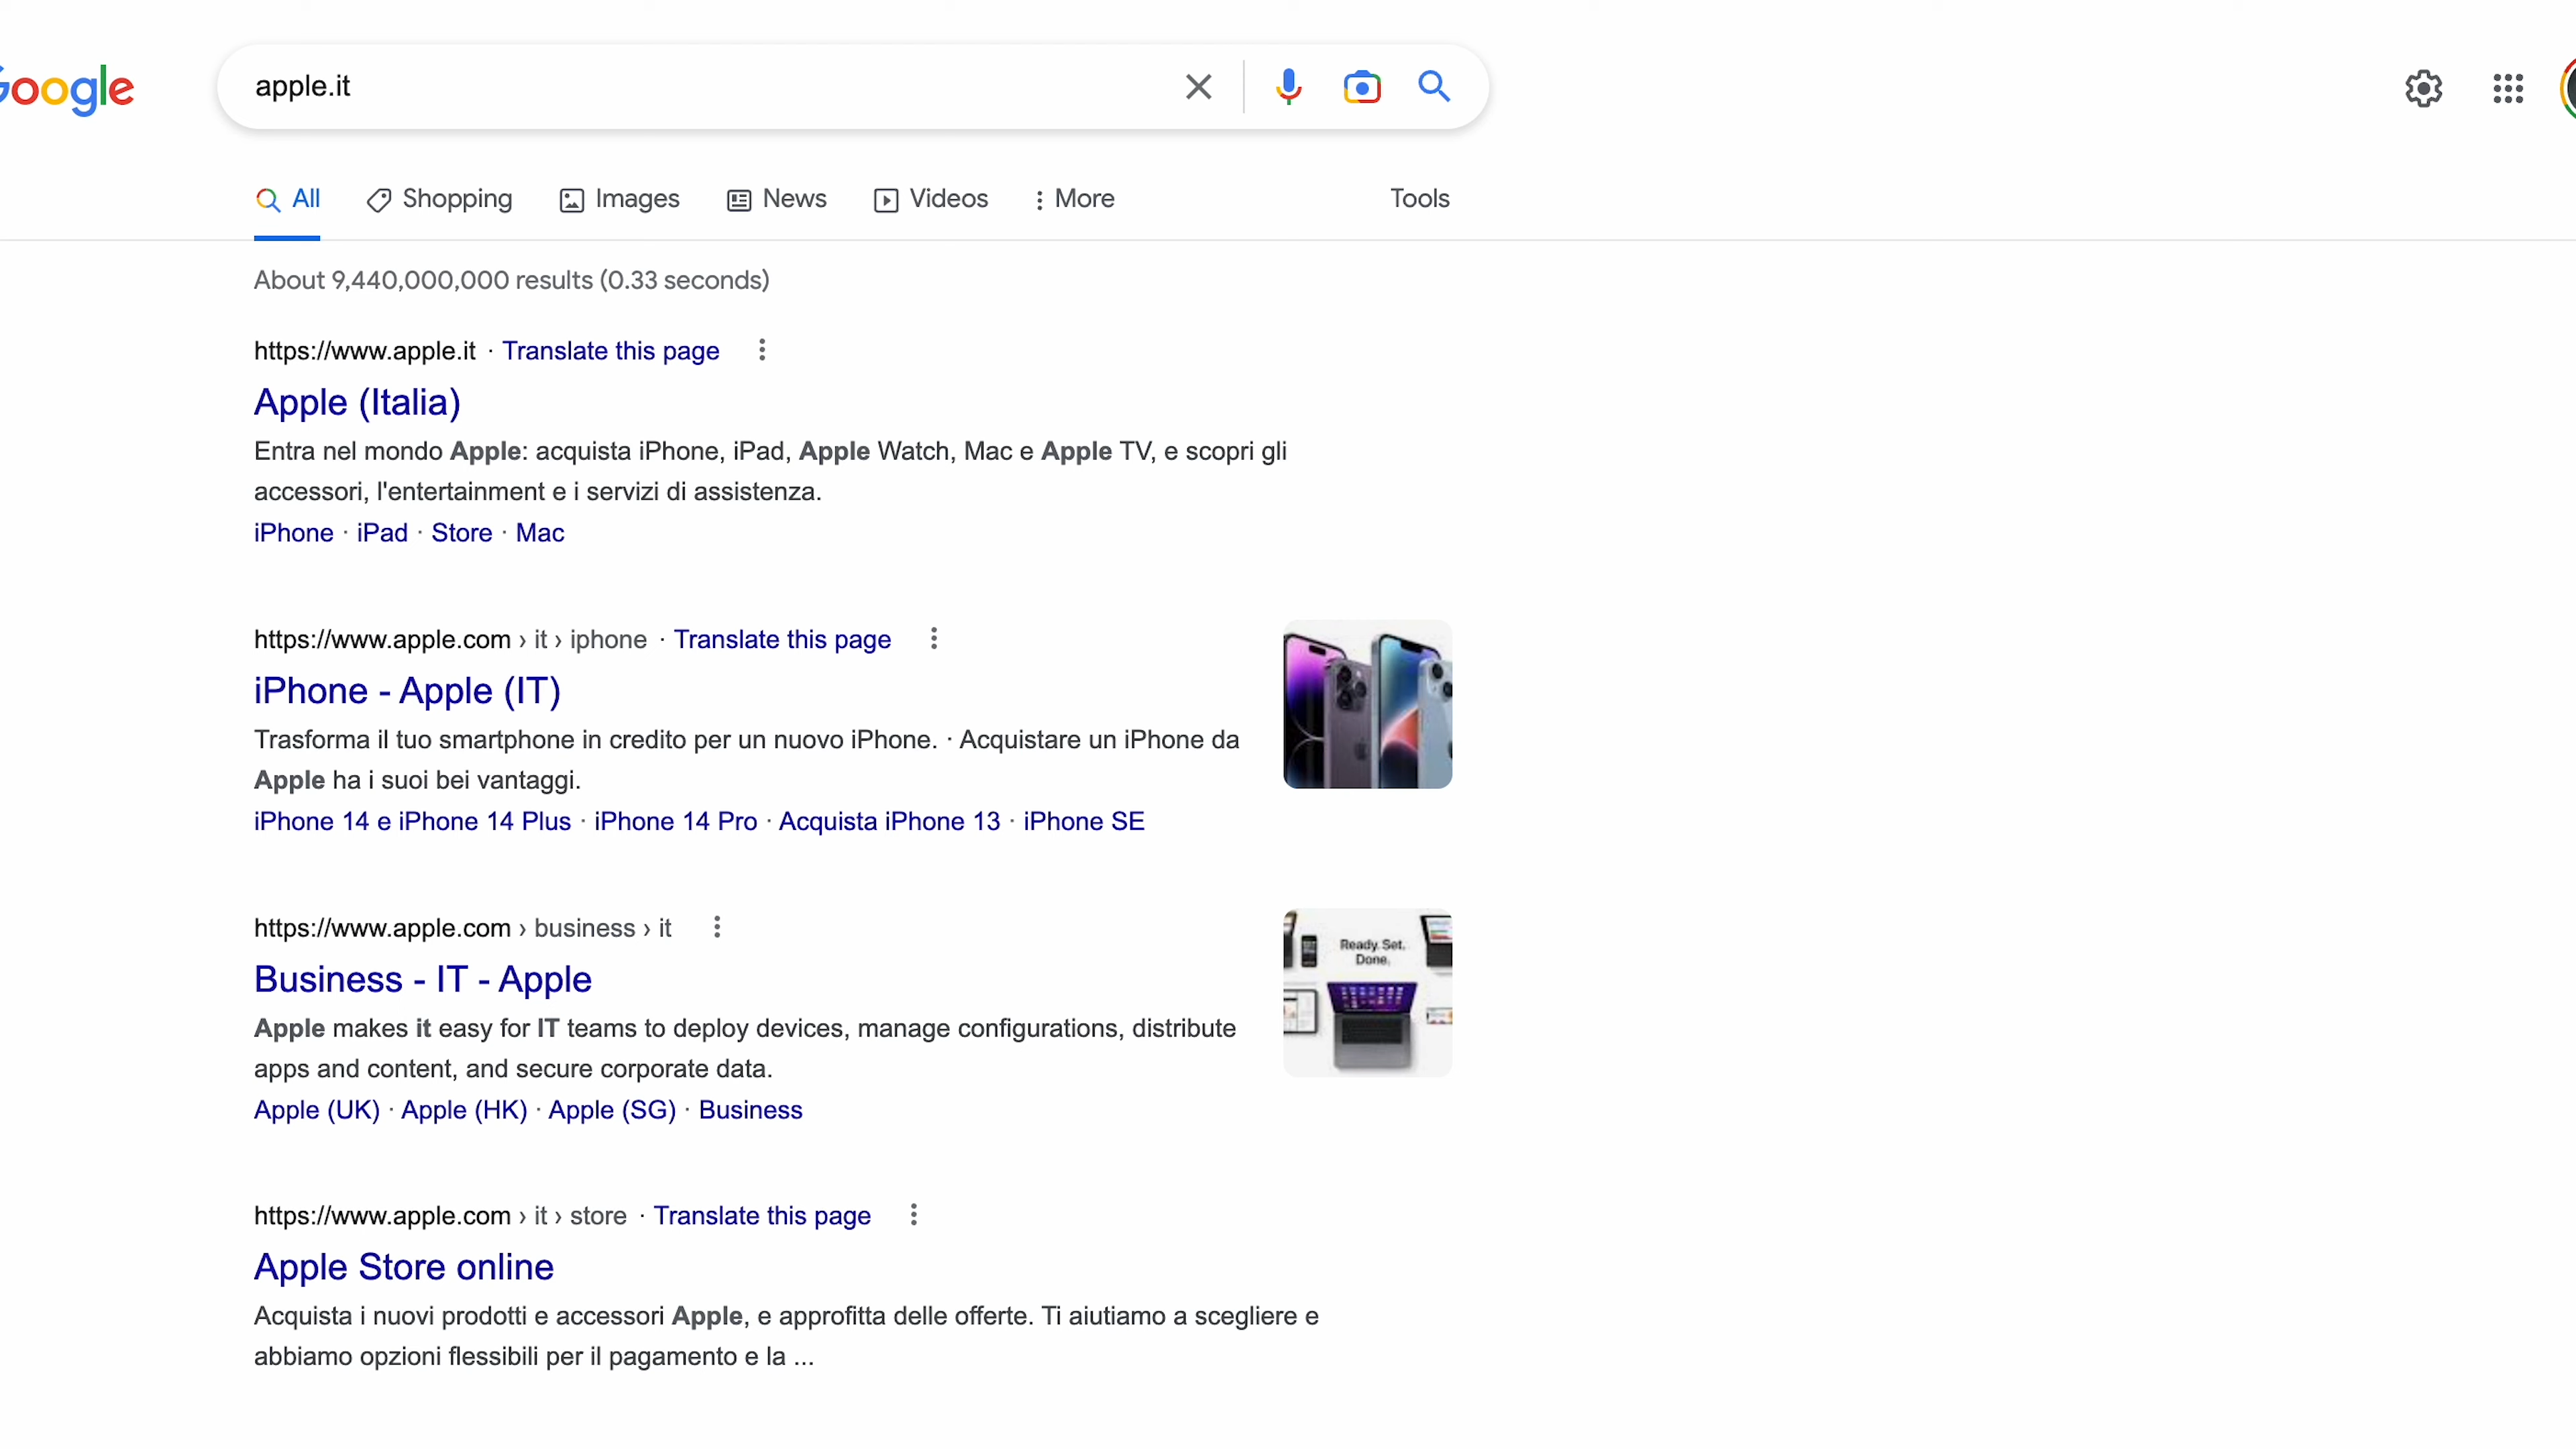 Google
apple.it
All Shopping Images News Videos More Tools
About 9,440,000,000 results (0.33 seconds)
https://www.apple.it · Translate this page
Apple (Italia)
Entra nel mondo Apple: acquista iPhone, iPad, Apple Watch, Mac e Apple TV, e scopri gli
accessori, l'entertainment e i servizi di assistenza.
iPhone · iPad · Store · Mac
https://www.apple.com › it › iphone · Translate this page
iPhone - Apple (IT)
Trasforma il tuo smartphone in credito per un nuovo iPhone. · Acquistare un iPhone da
Apple ha i suoi bei vantaggi.
iPhone 14 e iPhone 14 Plus · iPhone 14 Pro · Acquista iPhone 13 · iPhone SE
https://www.apple.com › business › it
Business - IT - Apple
Apple makes it easy for IT teams to deploy devices, manage configurations, distribute
apps and content, and secure corporate data.
Apple (UK) · Apple (HK) · Apple (SG) · Business
Ready. Set.
Done.
https://www.apple.com › it › store · Translate this page
Apple Store online
Acquista i nuovi prodotti e accessori Apple, e approfitta delle offerte. Ti aiutiamo a scegliere e
abbiamo opzioni flessibili per il pagamento e la ...